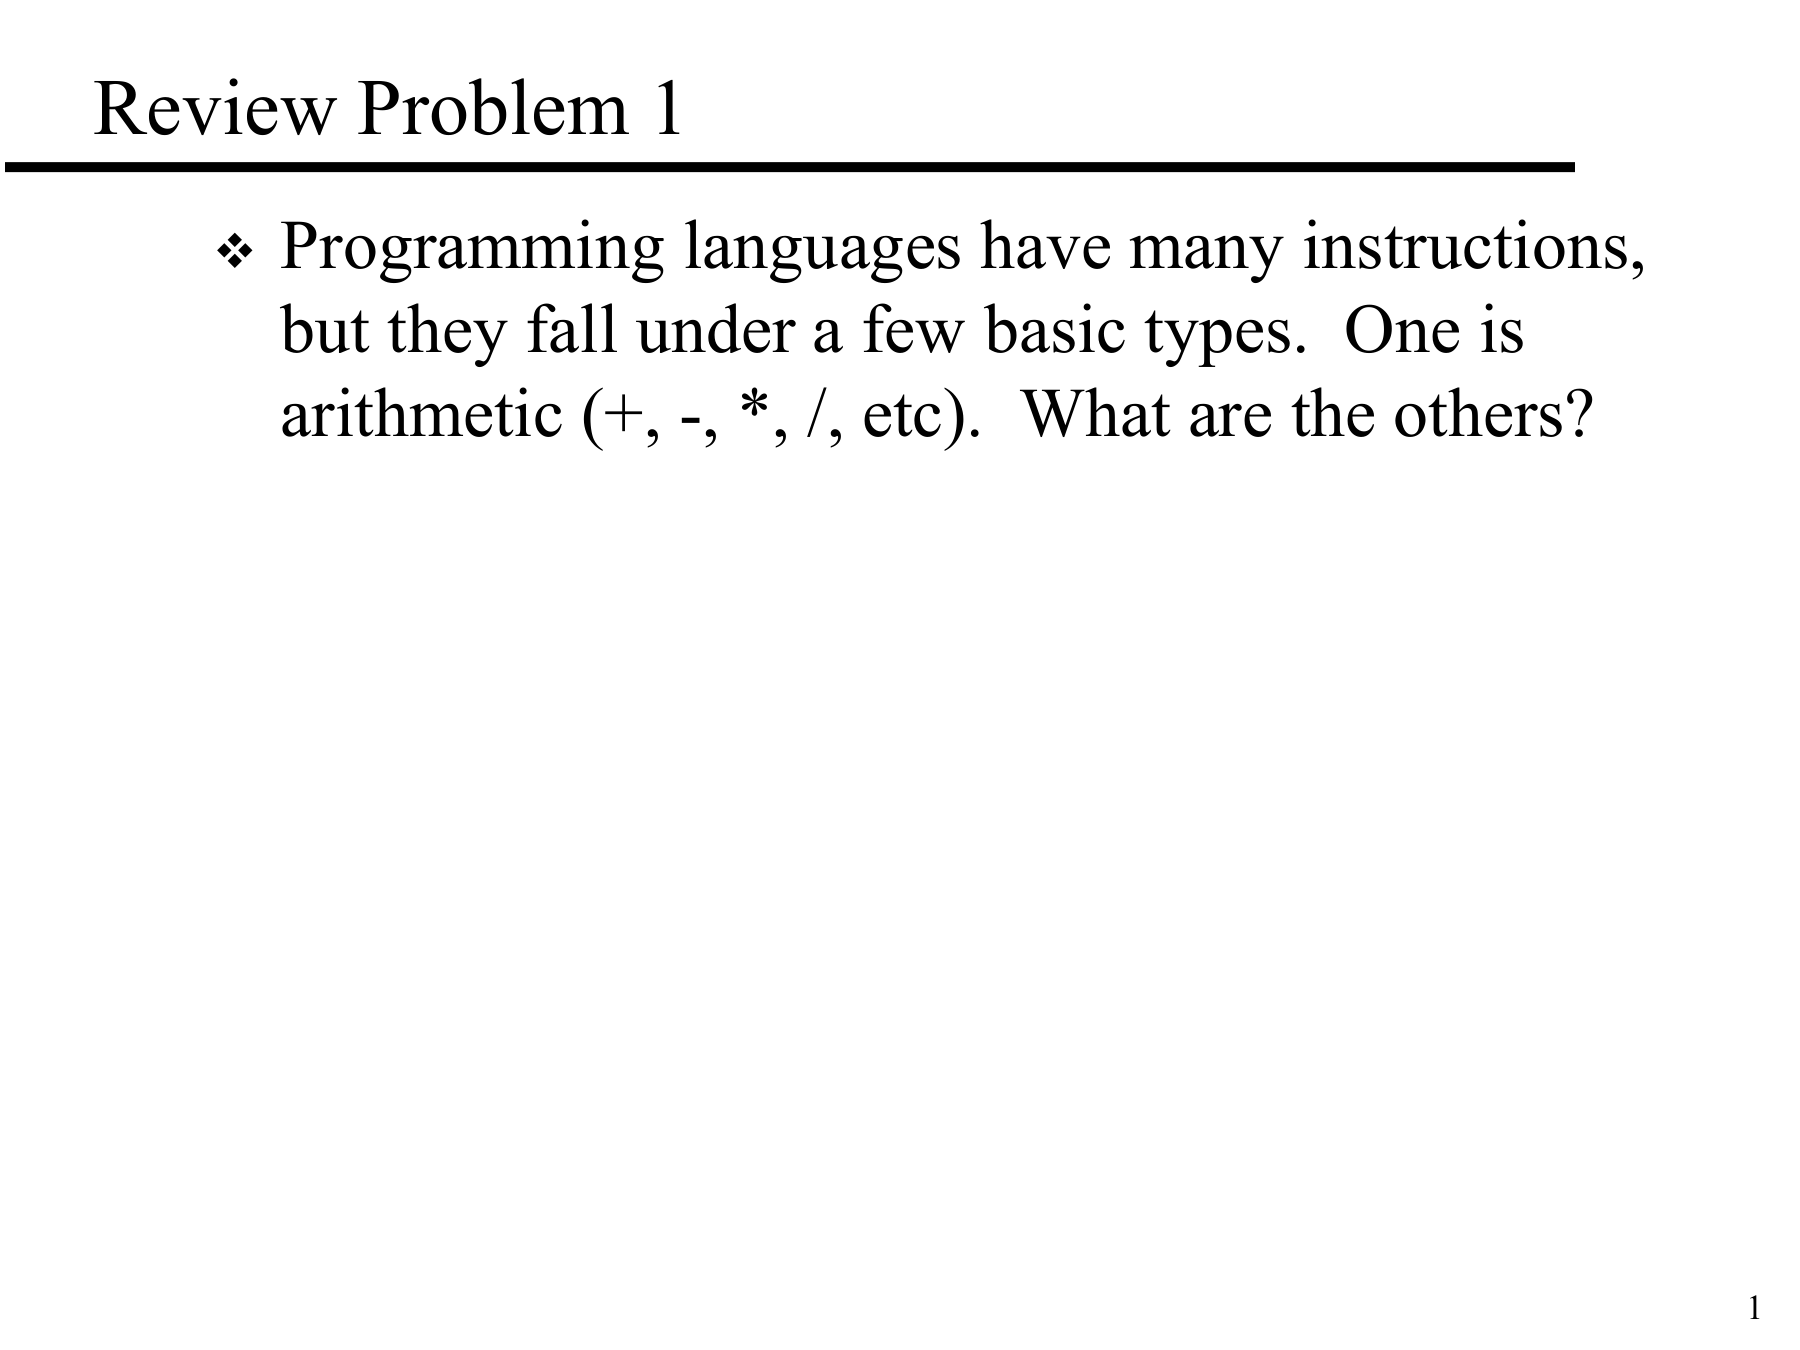 Review Problem 1
❖ Programming languages have many instructions,
but they fall under a few basic types.  One is
arithmetic (+, -, *, /, etc).  What are the others?
1